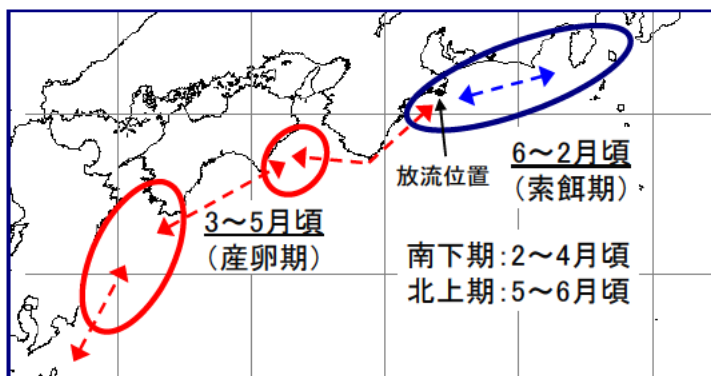 放流位置
6～2月頃
（索餌期）
3～5月頃
（産卵期）
南下期:2～4月頃
北上期:5～6月頃